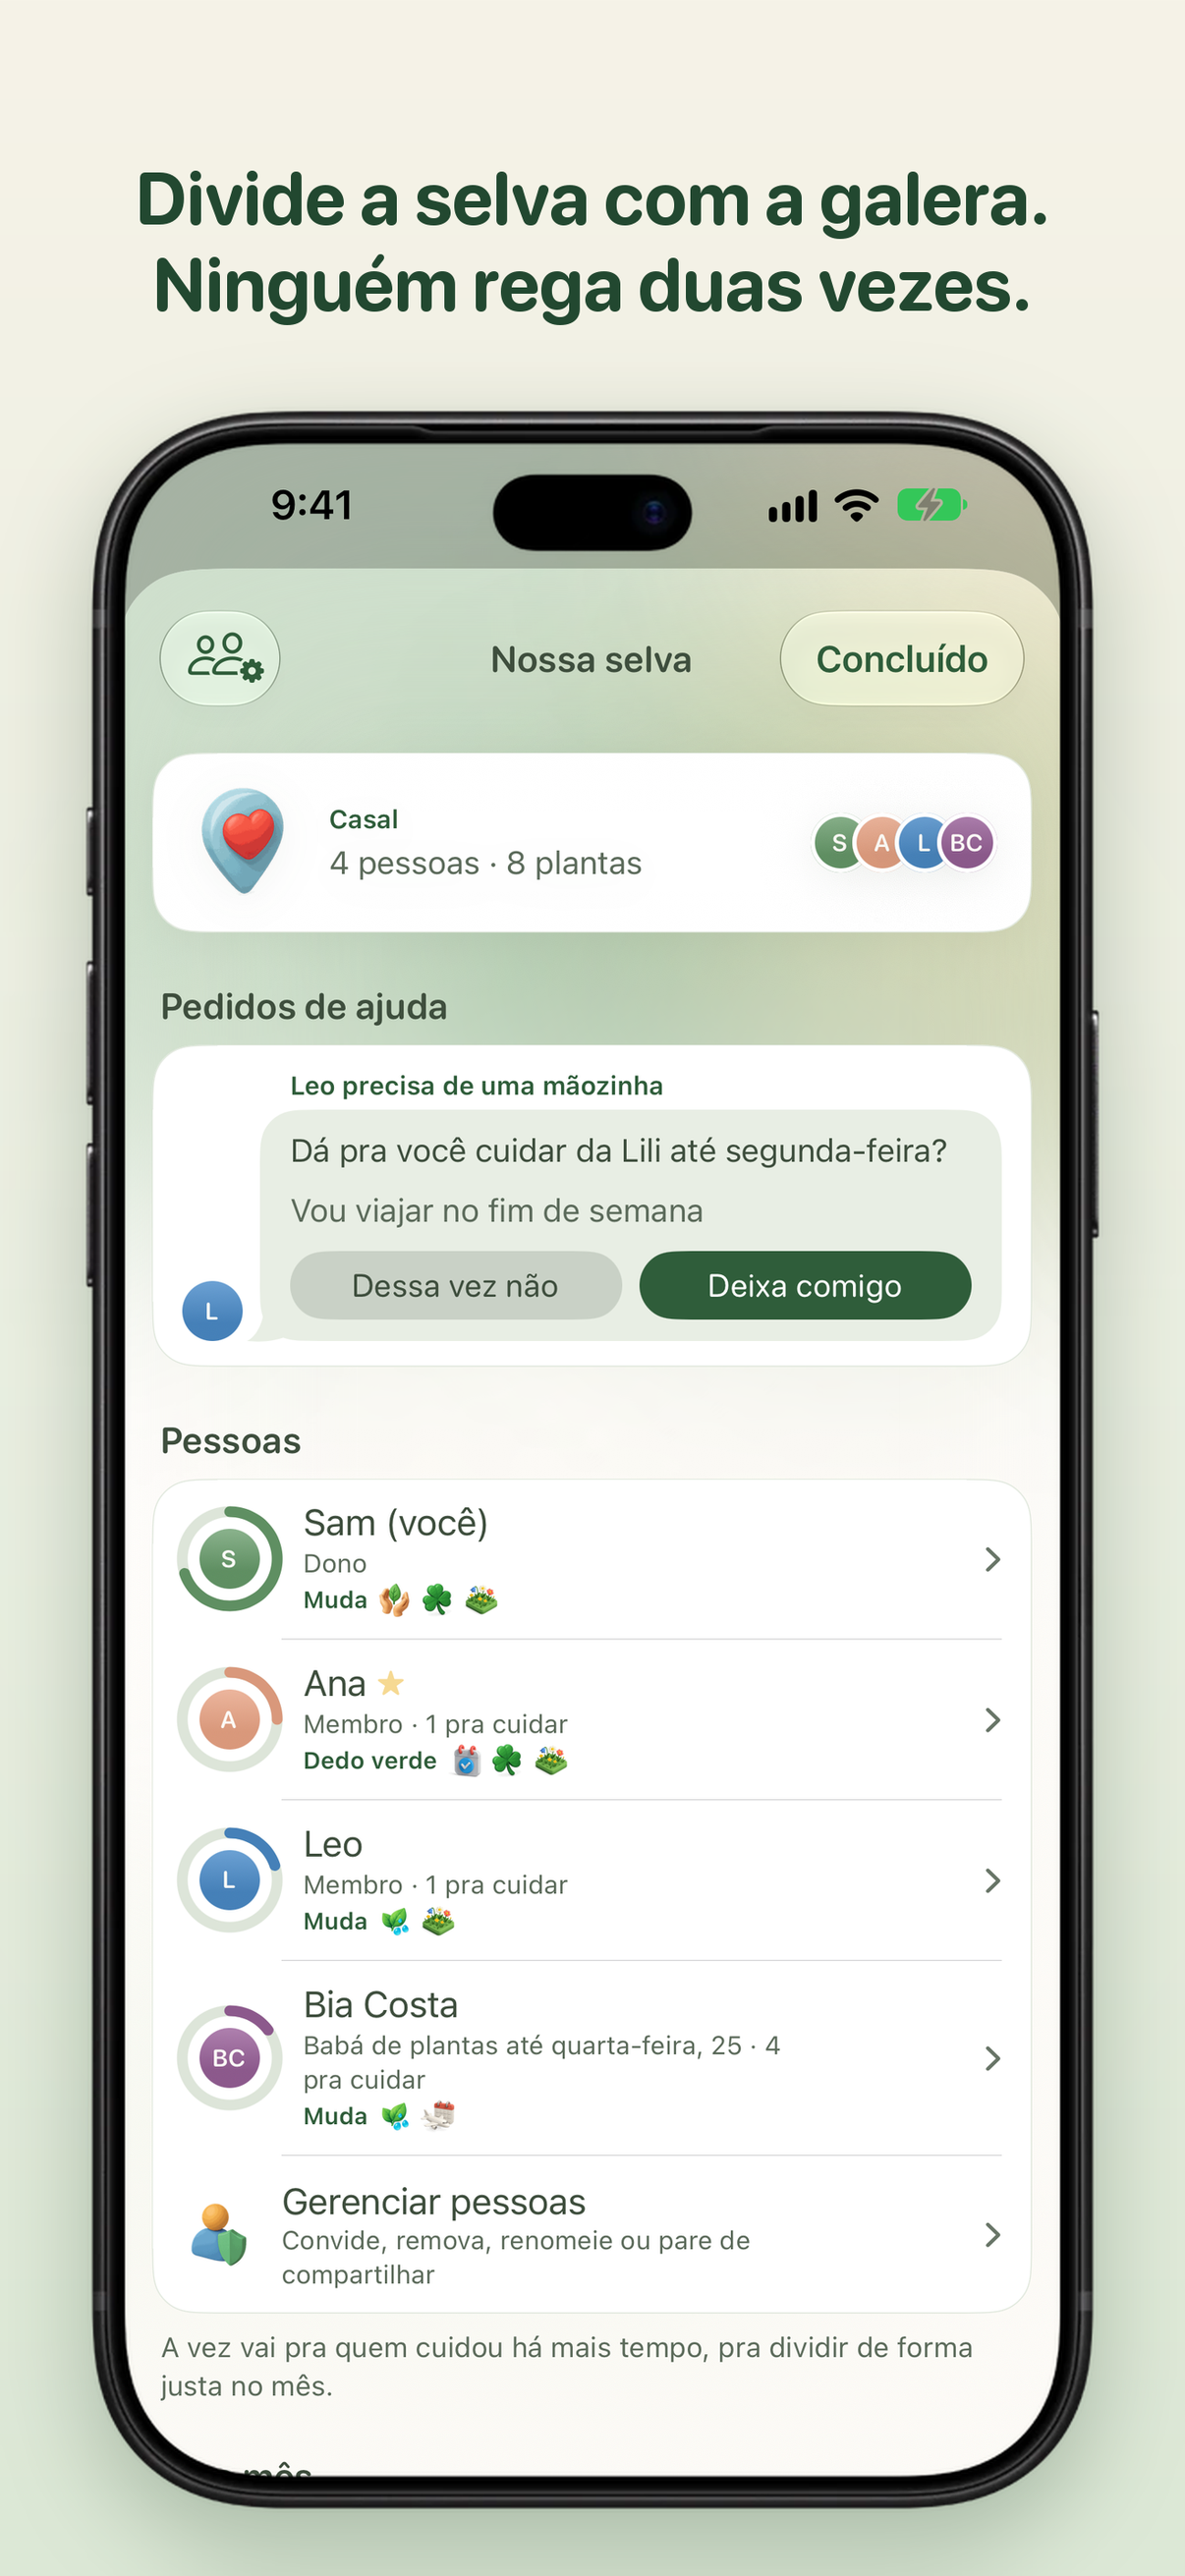 Divide a selva com a galera.
Ninguém rega duas vezes.
9:41
Nossa selva
Concluído
Casal
4 pessoas · 8 plantas
S A L BC
Pedidos de ajuda
Leo precisa de uma mãozinha
Dá pra você cuidar da Lili até segunda-feira?
Vou viajar no fim de semana
Dessa vez não
Deixa comigo
L
Pessoas
S
Sam (você)
Dono
Muda
A
Ana
Membro · 1 pra cuidar
Dedo verde
L
Leo
Membro · 1 pra cuidar
Muda
BC
Bia Costa
Babá de plantas até quarta-feira, 25 · 4
pra cuidar
Muda
Gerenciar pessoas
Convide, remova, renomeie ou pare de
compartilhar
A vez vai pra quem cuidou há mais tempo, pra dividir de forma
justa no mês.
mês